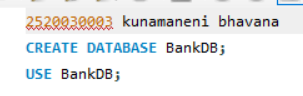 2520030003 kunamaneni bhavana
CREATE DATABASE BankDB;
USE BankDB;